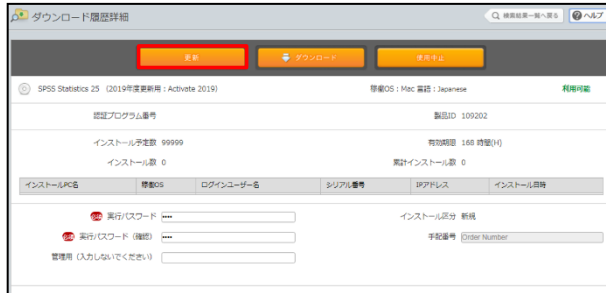 ダウンロード履歴詳細
検索結果一覧へ戻る
ヘルプ
更新
ダウンロード
使用中止
SPSS Statistics 25 (2019年度更新用:Activate 2019)
稼働OS:Mac 言語:Japanese
利用可能
認証プログラム番号
製品ID 109202
インストール予定数 99999
有効期限 168 時間(H)
インストール数 0
累計インストール数 0
インストールPC名 稼働OS ログインユーザー名 シリアル番号 IPアドレス インストール日時
必須 実行パスワード ••••
インストール区分 新規
必須 実行パスワード (確認) ••••
手配番号 Order Number
管理用 (入力しないでください)